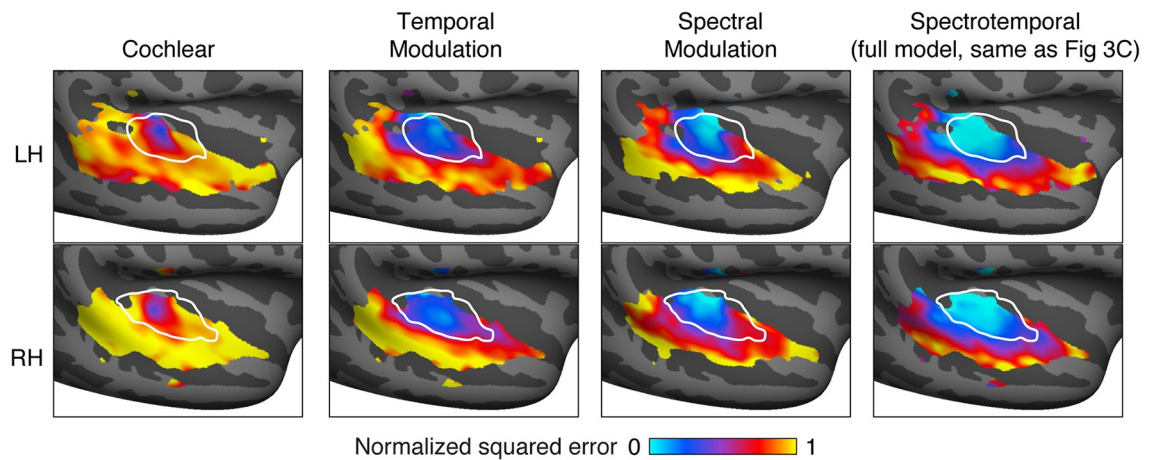 Cochlear
Temporal
Modulation
Spectral
Modulation
Spectrotemporal
(full model, same as Fig 3C)
LH
RH
Normalized squared error 0 1